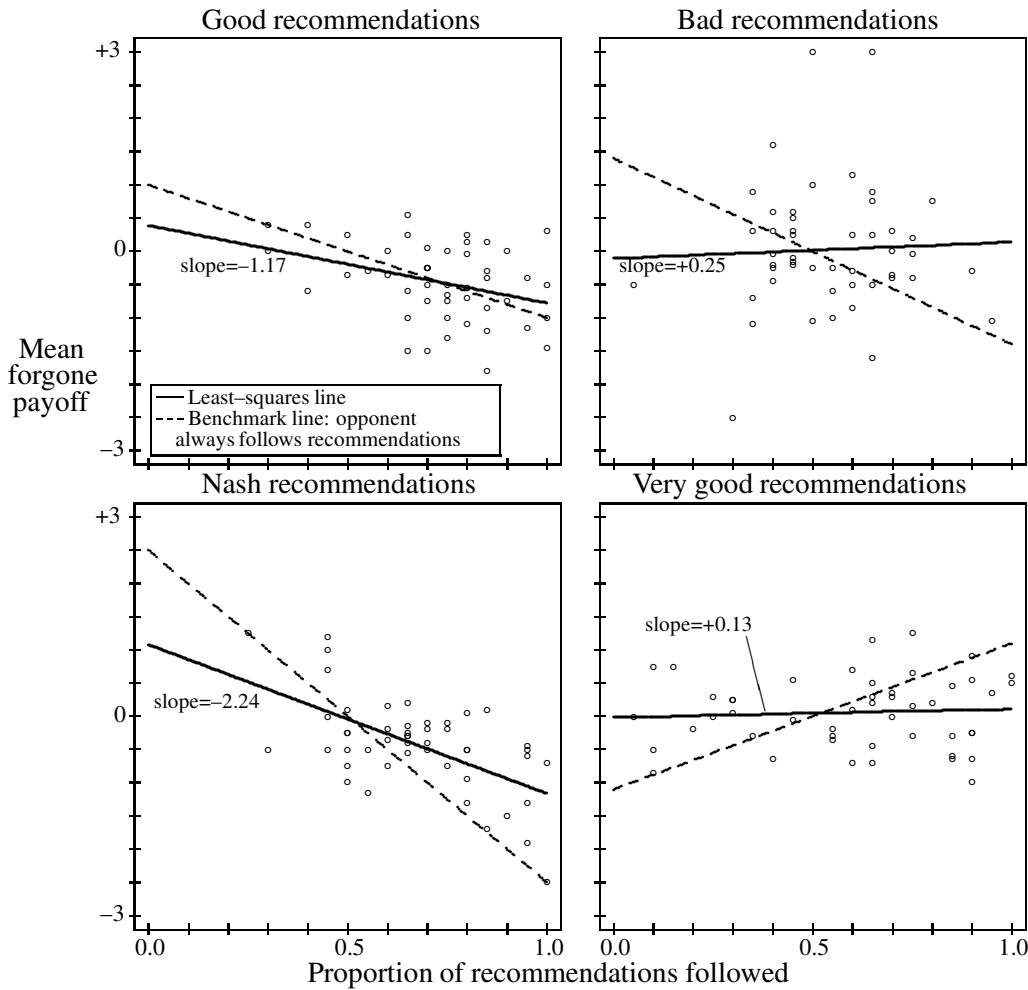 Good recommendations
Bad recommendations
+3
0
–3
slope=–1.17
slope=+0.25
Mean
forgone
payoff
Least–squares line
Benchmark line: opponent
always follows recommendations
Nash recommendations
Very good recommendations
+3
0
–3
slope=–2.24
slope=+0.13
0.0
0.5
1.0
0.0
0.5
1.0
Proportion of recommendations followed